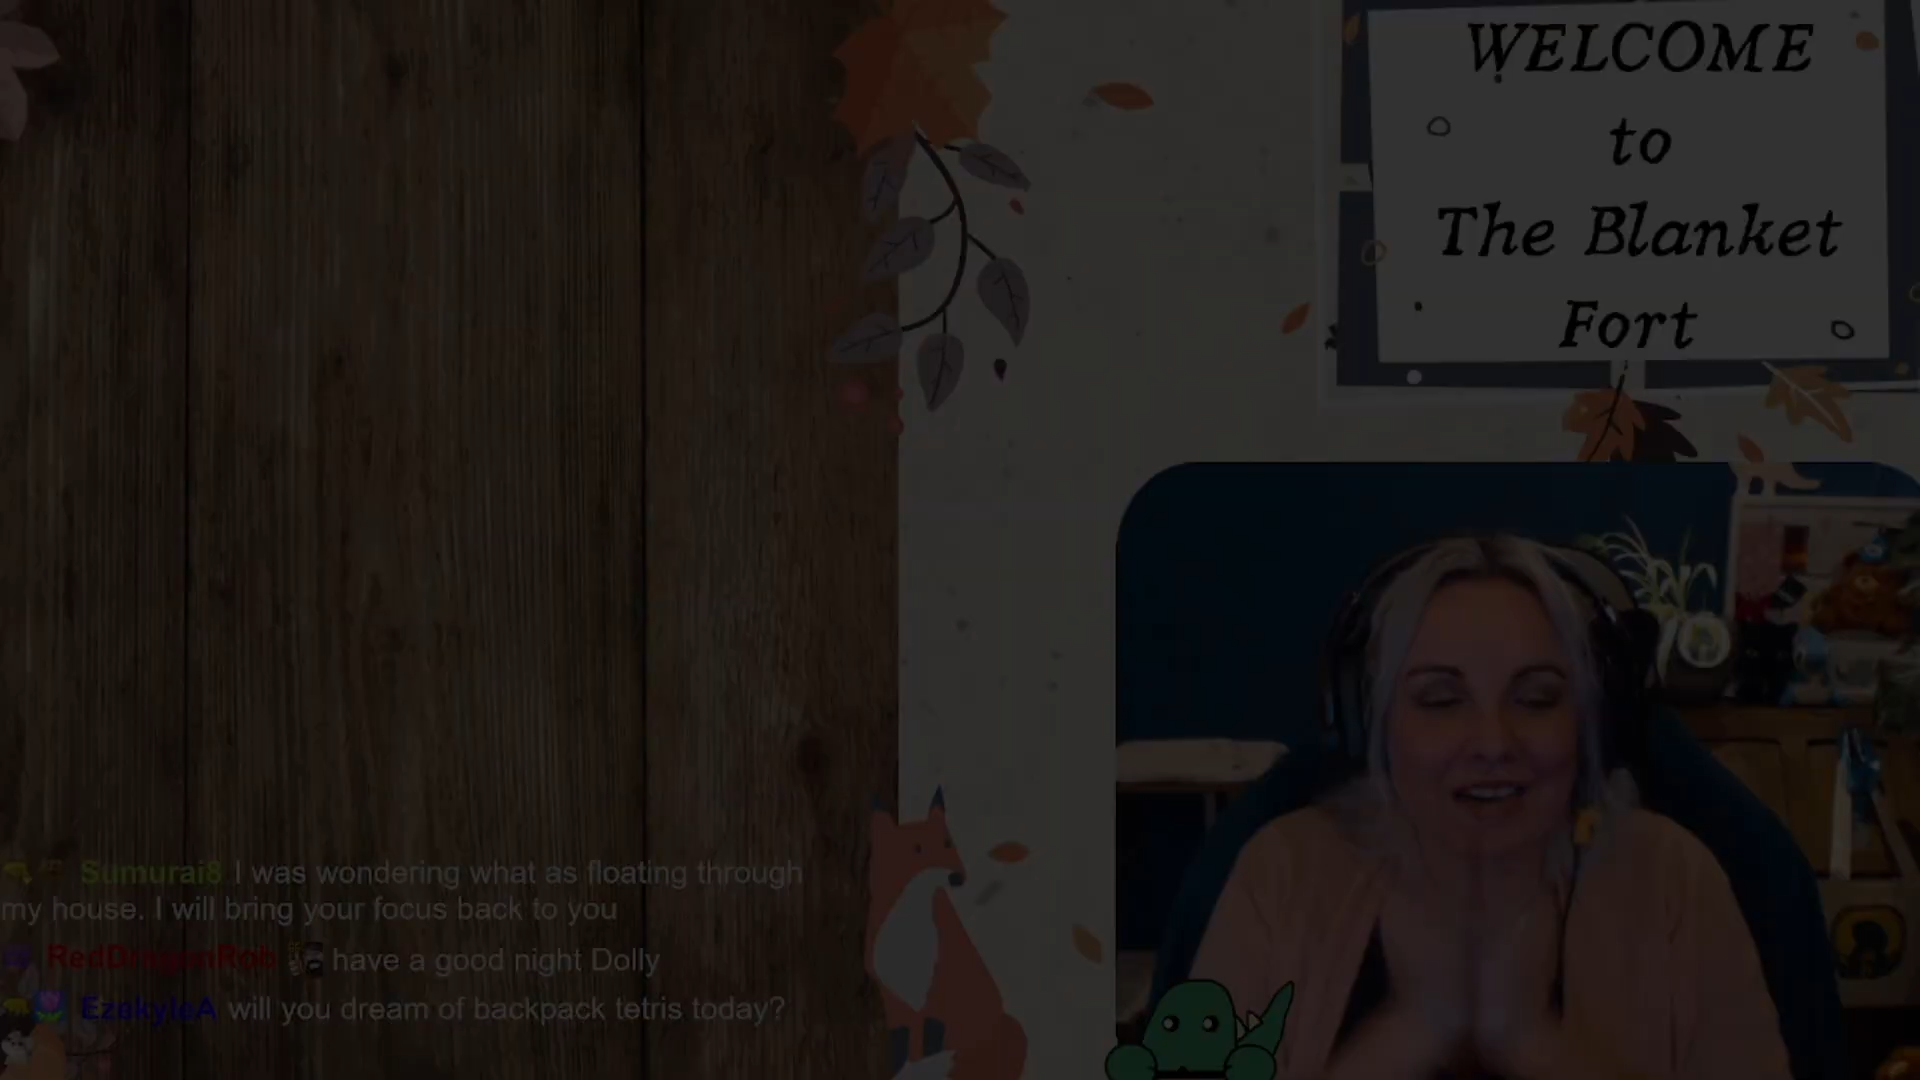 WELCOME
to
The Blanket
Fort
Sumurai8 I was wondering what as floating through
my house. I will bring your focus back to you
RedDragonRob have a good night Dolly
EzekyleA will you dream of backpack tetris today?